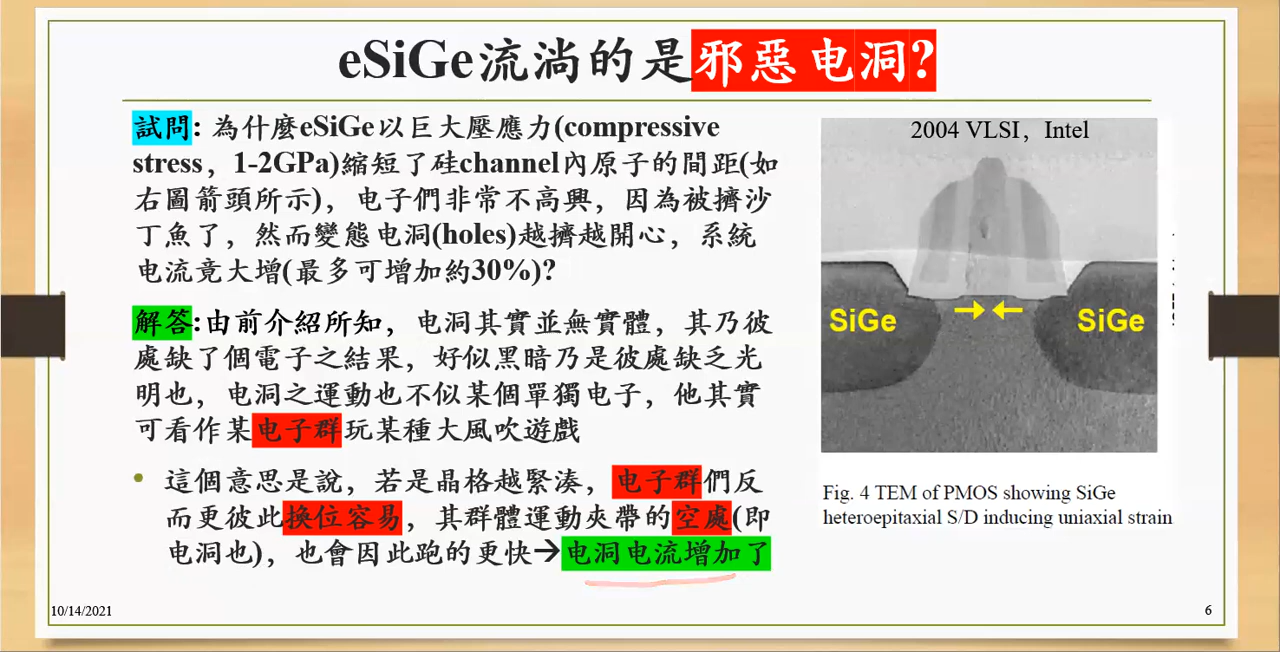 eSiGe流淌的是邪惡电洞?
試問: 為什麼eSiGe以巨大壓應力(compressive
stress, 1-2GPa)縮短了硅channel內原子的間距(如
右圖箭頭所示), 电子們非常不高興, 因為被擠沙
丁魚了, 然而變態电洞(holes)越擠越開心, 系統
电流竟大增(最多可增加約30%)?
解答:由前介紹所知, 电洞其實並無實體, 其乃彼
處缺了個電子之結果, 好似黑暗乃是彼處缺乏光
明也, 电洞之運動也不似某個單獨电子, 他其實
可看作某电子群玩某種大風吹遊戲
• 這個意思是說, 若是晶格越緊湊, 电子群們反
而更彼此换位容易, 其群體運動夾帶的空處(即
电洞也), 也會因此跑的更快→电洞电流增加了
2004 VLSI, Intel
SiGe
SiGe
Fig. 4 TEM of PMOS showing SiGe
heteroepitaxial S/D inducing uniaxial strain
10/14/2021
6